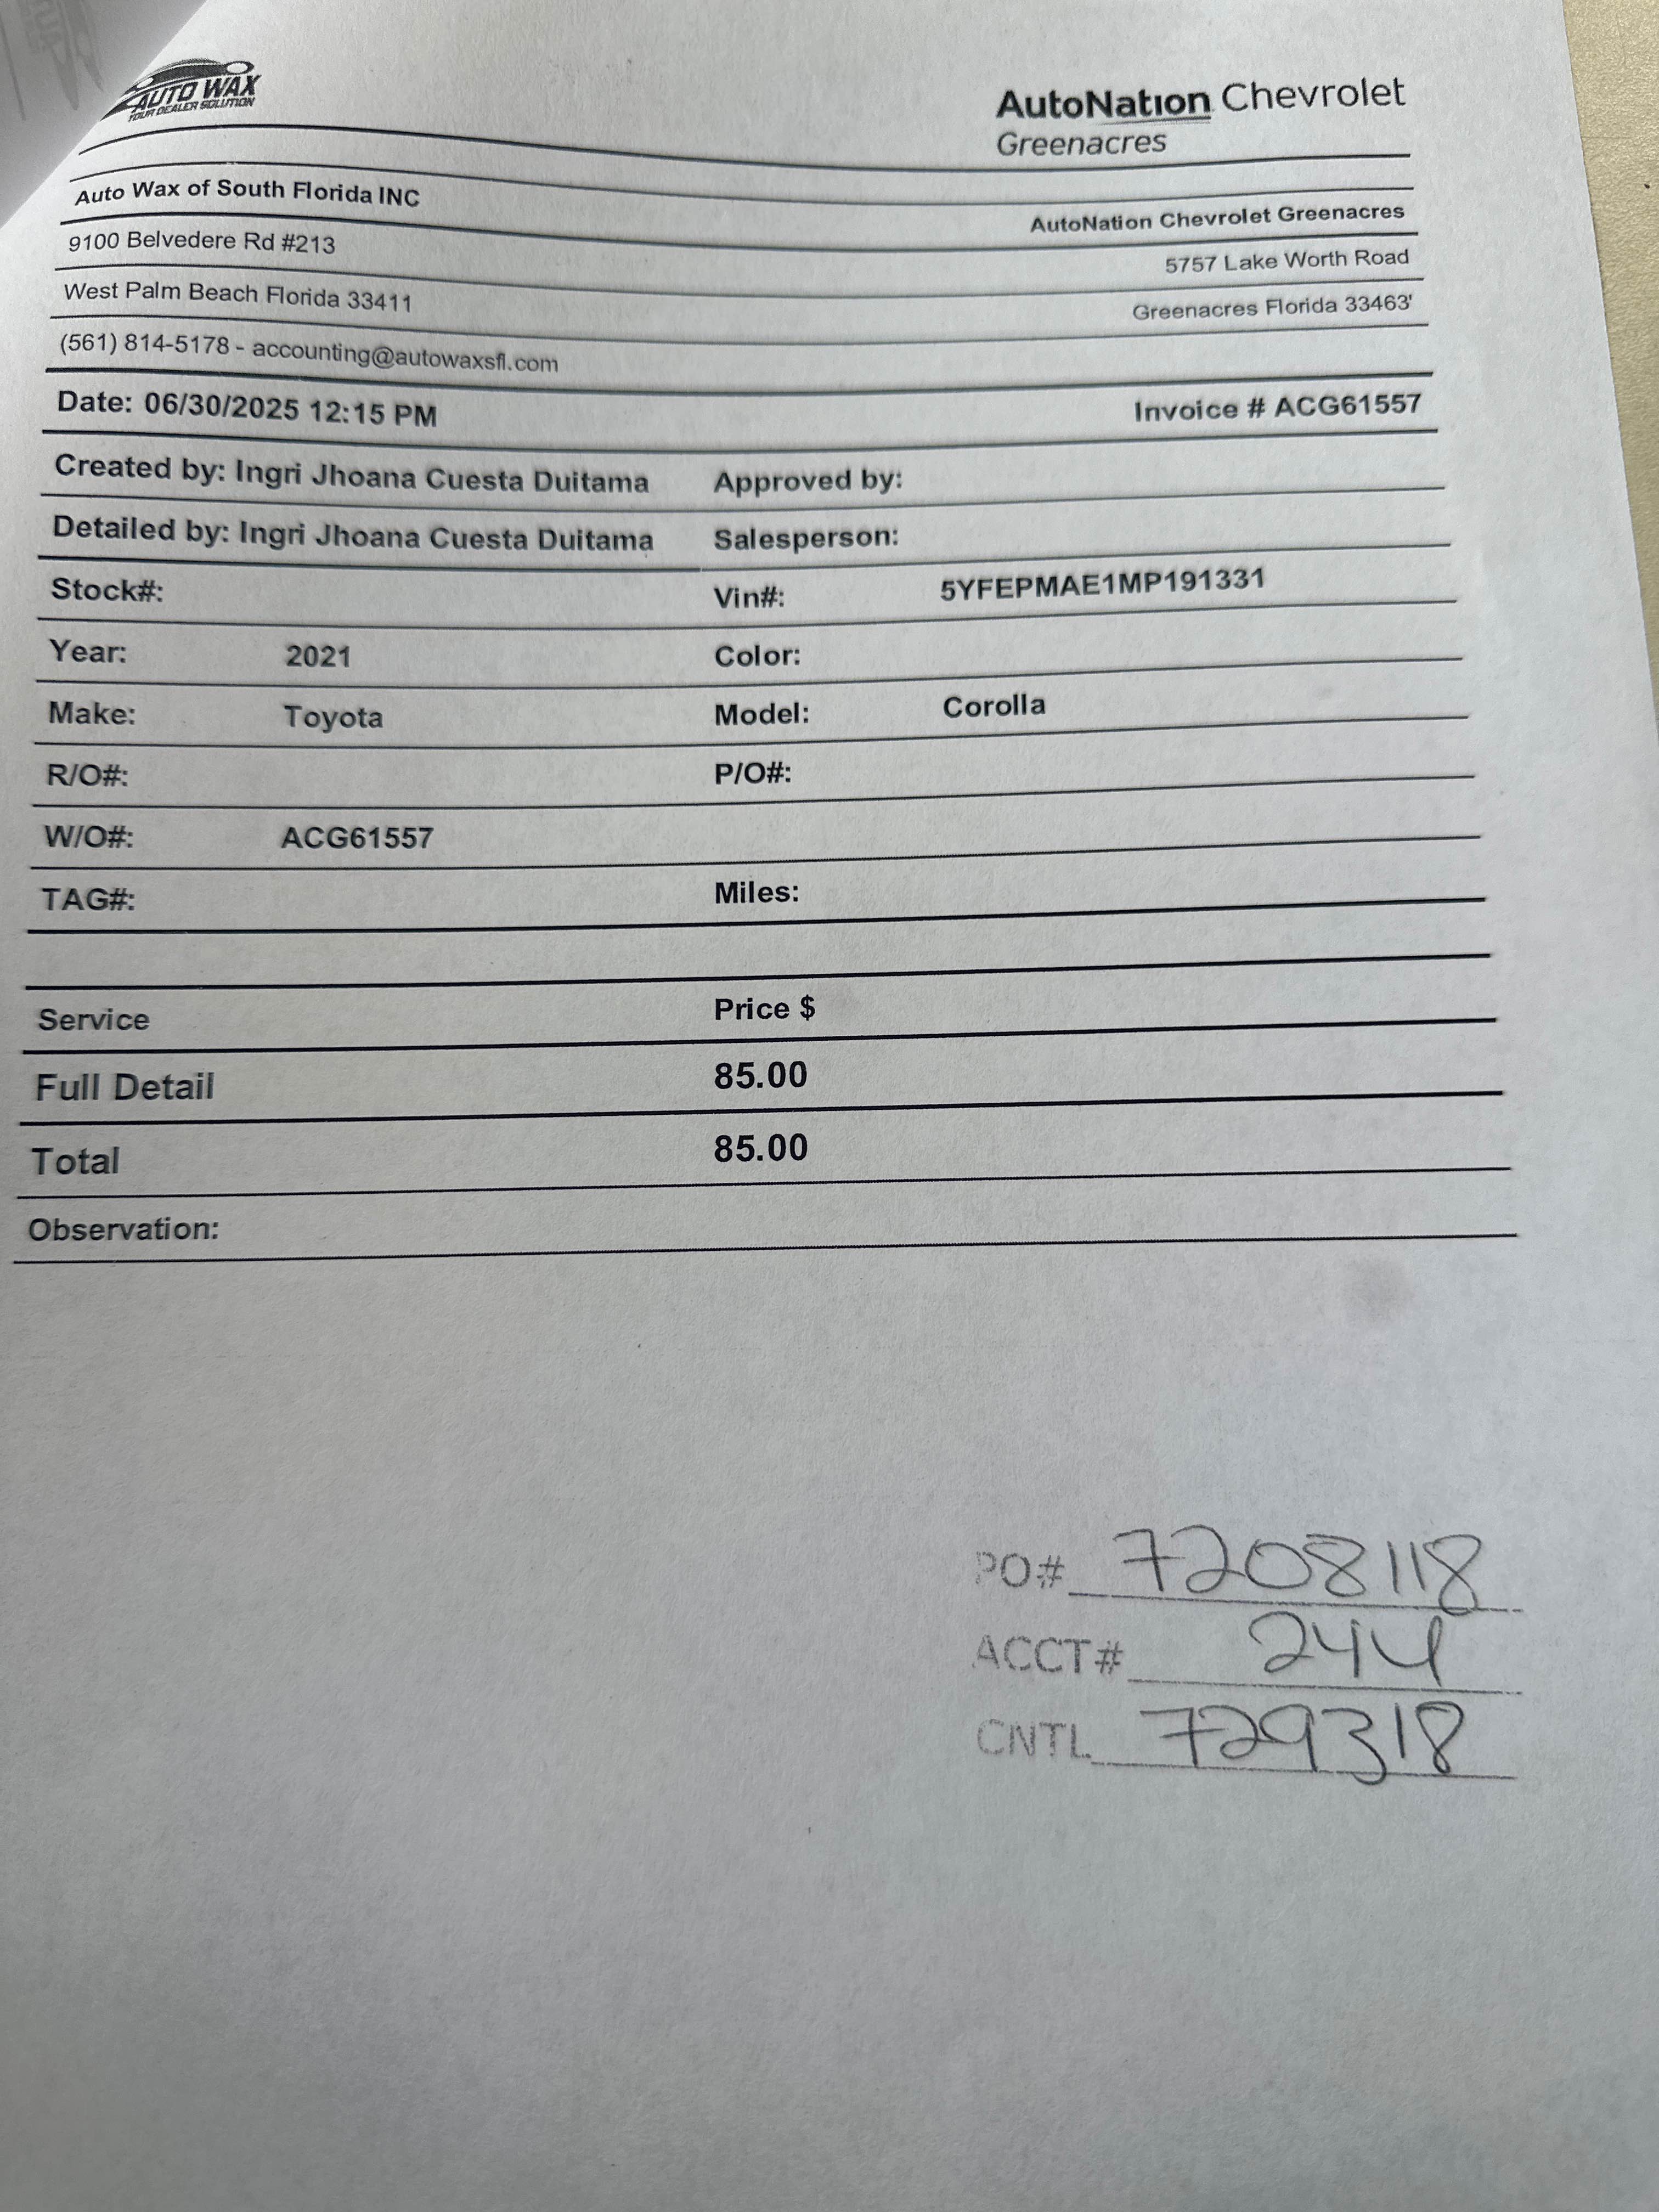 AUTO WAX
YOUR DEALER SOLUTION
AutoNation Chevrolet
Greenacres
Auto Wax of South Florida INC
AutoNation Chevrolet Greenacres
9100 Belvedere Rd #213
5757 Lake Worth Road
West Palm Beach Florida 33411
Greenacres Florida 33463'
(561) 814-5178 - accounting@autowaxsfl.com
Date: 06/30/2025 12:15 PM Invoice # ACG61557
Created by: Ingri Jhoana Cuesta Duitama Approved by:
Detailed by: Ingri Jhoana Cuesta Duitama Salesperson:
Stock#: Vin#: 5YFEPMAE1MP191331
Year: 2021 Color:
Make: Toyota Model: Corolla
R/O#: P/O#:
W/O#: ACG61557
TAG#: Miles:
Service Price $
Full Detail 85.00
Total 85.00
Observation:
PO# 7208118
ACCT# 244
CNTL 729318